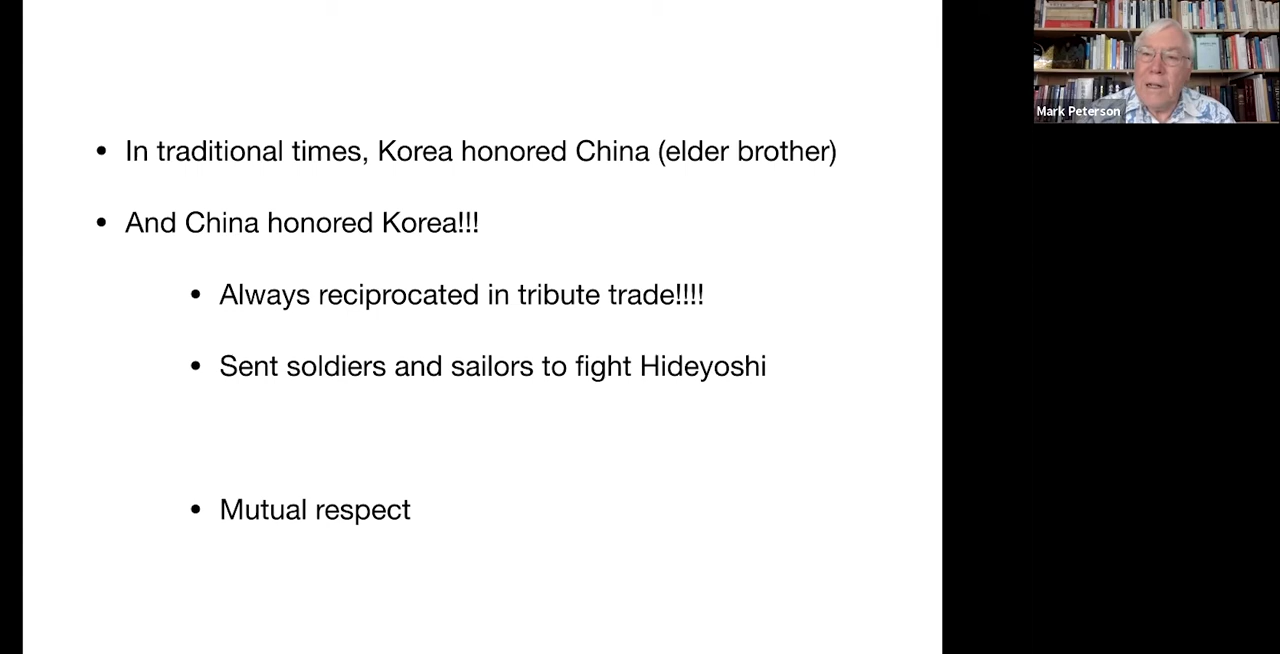 • In traditional times, Korea honored China (elder brother)
• And China honored Korea!!!
• Always reciprocated in tribute trade!!!!
• Sent soldiers and sailors to fight Hideyoshi
• Mutual respect
Mark Peterson